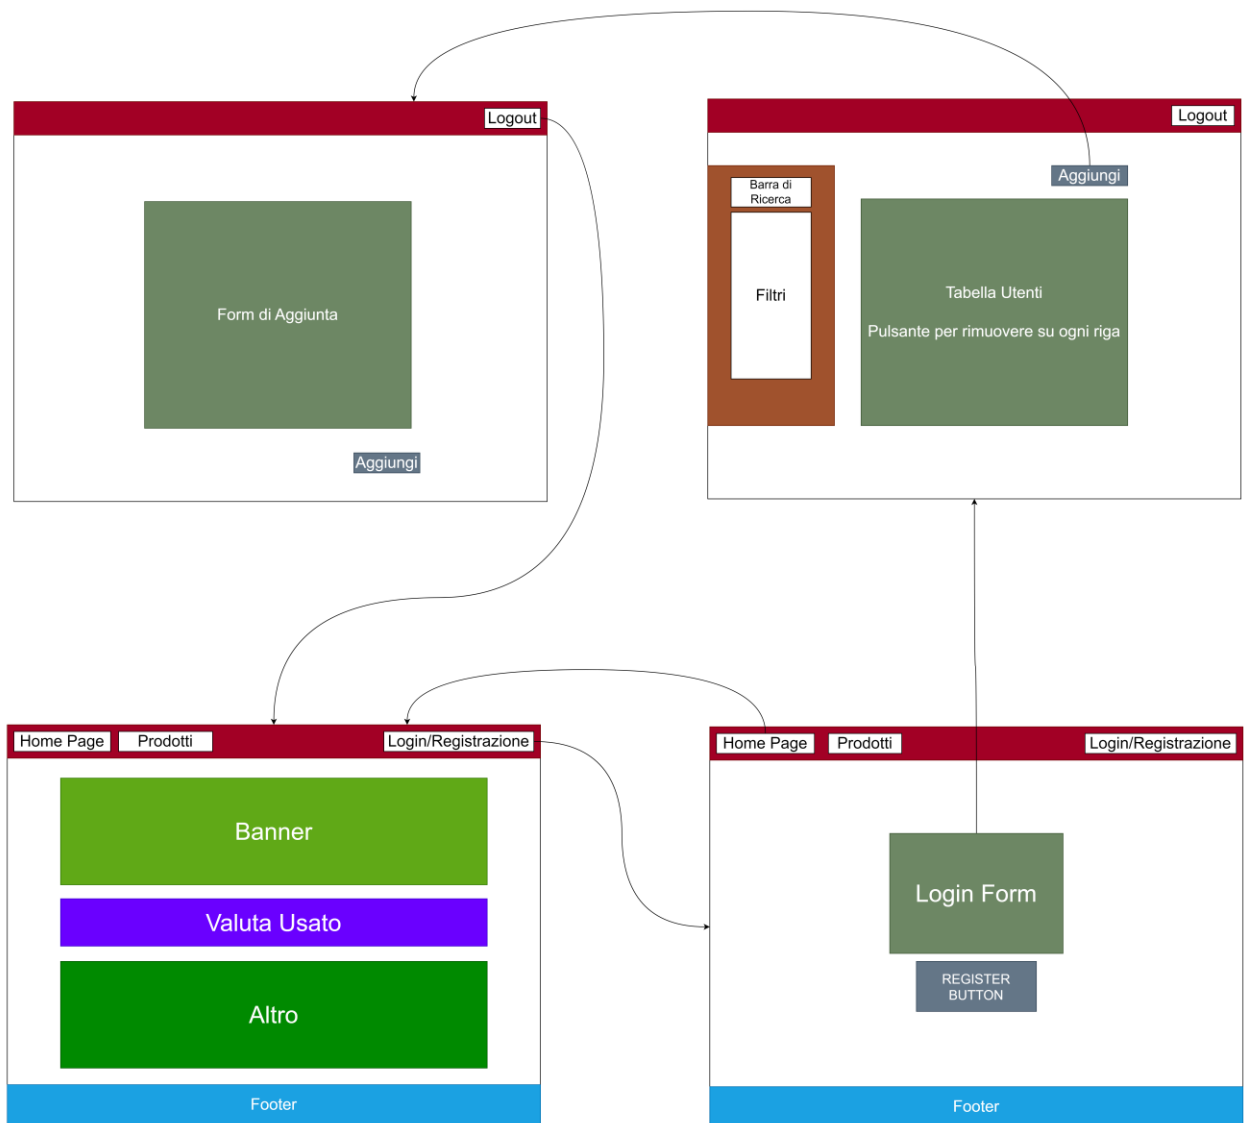 Logout
Form di Aggiunta
Aggiungi
Logout
Aggiungi
Barra di
Ricerca
Filtri
Tabella Utenti
Pulsante per rimuovere su ogni riga
Home Page
Prodotti
Login/Registrazione
Banner
Valuta Usato
Altro
Footer
Home Page
Prodotti
Login/Registrazione
Login Form
REGISTER
BUTTON
Footer